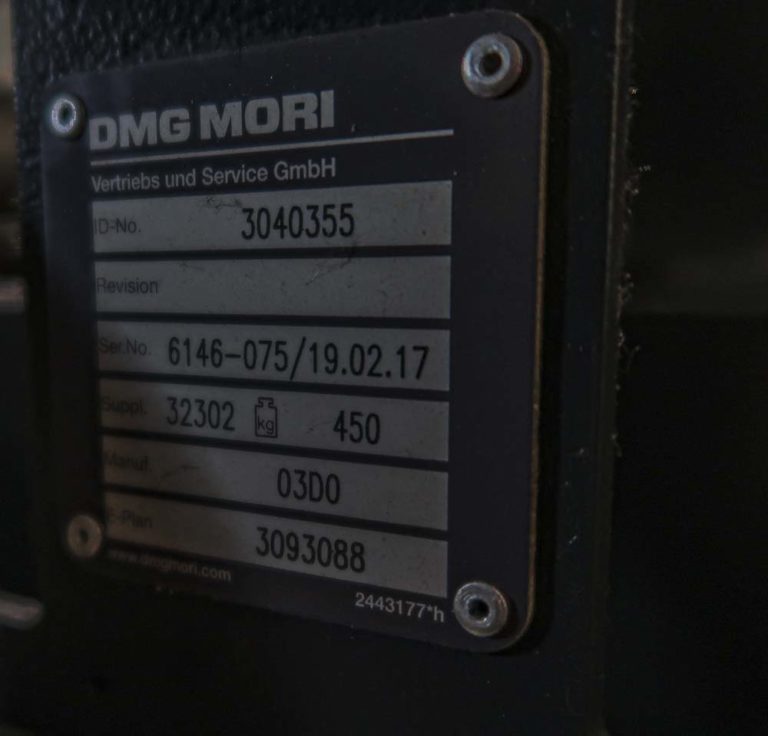 DMG MORI
Vertriebs und Service GmbH
ID-No. 3040355
Revision
Ser.No. 6146-075/19.02.17
Suppl. 32302 kg 450
Manuf. 03D0
E-Plan 3093088
www.dmgmori.com
2443177*h